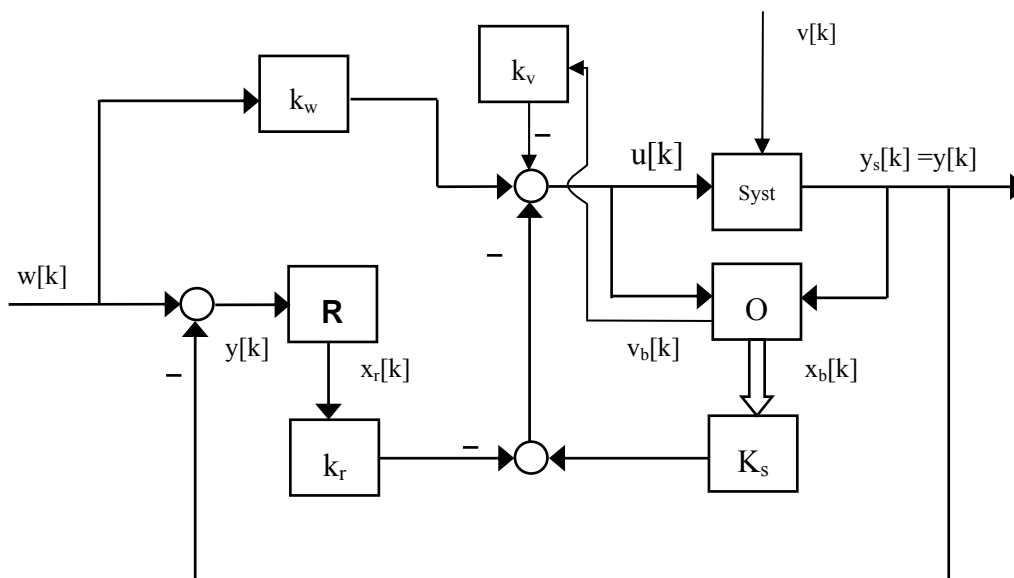 v[k]
k_v
k_w
–
u[k]
Syst
y_s[k] =y[k]
–
w[k]
R
O
y[k]
–
x_r[k]
v_b[k]
x_b[k]
k_r
–
K_s